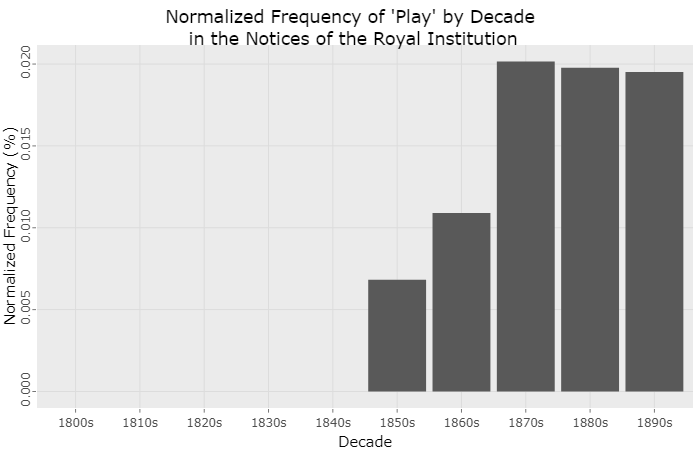 Normalized Frequency of 'Play' by Decade
in the Notices of the Royal Institution
Normalized Frequency (%)
0.020
0.015
0.010
0.005
0.000
1800s 1810s 1820s 1830s 1840s 1850s 1860s 1870s 1880s 1890s
Decade